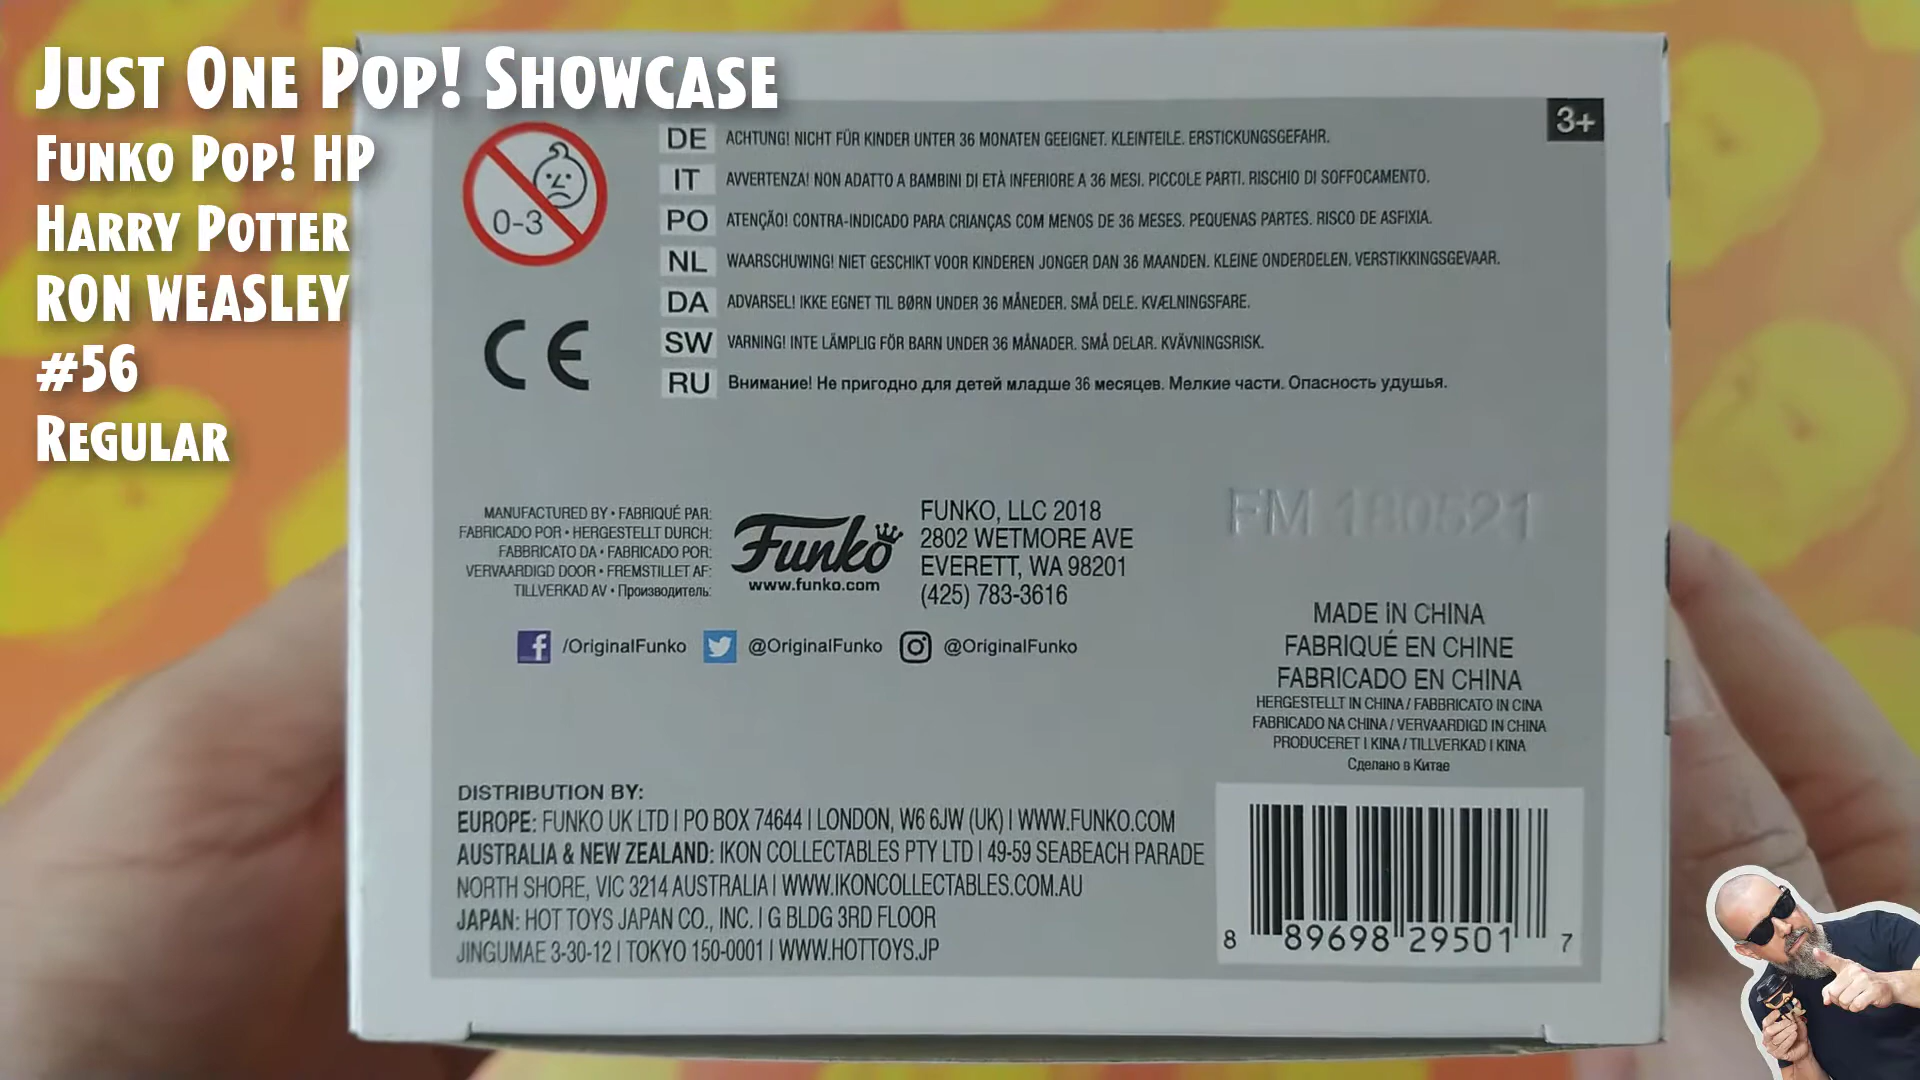 JUST ONE POP! SHOWCASE
FUNKO POP! HP
HARRY POTTER
RON WEASLEY
#56
REGULAR
3+
0-3
DE ACHTUNG! NICHT FÜR KINDER UNTER 36 MONATEN GEEIGNET. KLEINTEILE. ERSTICKUNGSGEFAHR.
IT AVVERTENZA! NON ADATTO A BAMBINI DI ETÀ INFERIORE A 36 MESI. PICCOLE PARTI. RISCHIO DI SOFFOCAMENTO.
PO ATENÇÃO! CONTRA-INDICADO PARA CRIANÇAS COM MENOS DE 36 MESES. PEQUENAS PARTES. RISCO DE ASFIXIA.
NL WAARSCHUWING! NIET GESCHIKT VOOR KINDEREN JONGER DAN 36 MAANDEN. KLEINE ONDERDELEN. VERSTIKKINGSGEVAAR.
DA ADVARSEL! IKKE EGNET TIL BØRN UNDER 36 MÅNEDER. SMÅ DELE. KVÆLNINGSFARE.
SW VARNING! INTE LÄMPLIG FÖR BARN UNDER 36 MÅNADER. SMÅ DELAR. KVÄVNINGSRISK.
RU Внимание! Не пригодно для детей младше 36 месяцев. Мелкие части. Опасность удушья.
CE
MANUFACTURED BY • FABRIQUÉ PAR:
FABRICADO POR • HERGESTELLT DURCH:
FABBRICATO DA • FABRICADO POR:
VERVAARDIGD DOOR • FREMSTILLET AF:
TILLVERKAD AV • Производитель:
Funko
www.funko.com
FUNKO, LLC 2018
2802 WETMORE AVE
EVERETT, WA 98201
(425) 783-3616
FM 180521
/OriginalFunko @OriginalFunko @OriginalFunko
MADE IN CHINA
FABRIQUÉ EN CHINE
FABRICADO EN CHINA
HERGESTELLT IN CHINA / FABBRICATO IN CINA
FABRICADO NA CHINA / VERVAARDIGD IN CHINA
PRODUCERET I KINA / TILLVERKAD I KINA
Сделано в Китае
DISTRIBUTION BY:
EUROPE: FUNKO UK LTD | PO BOX 74644 | LONDON, W6 6JW (UK) | WWW.FUNKO.COM
AUSTRALIA & NEW ZEALAND: IKON COLLECTABLES PTY LTD | 49-59 SEABEACH PARADE
NORTH SHORE, VIC 3214 AUSTRALIA | WWW.IKONCOLLECTABLES.COM.AU
JAPAN: HOT TOYS JAPAN CO., INC. | G BLDG 3RD FLOOR
JINGUMAE 3-30-12 | TOKYO 150-0001 | WWW.HOTTOYS.JP
8 89698 29501 7